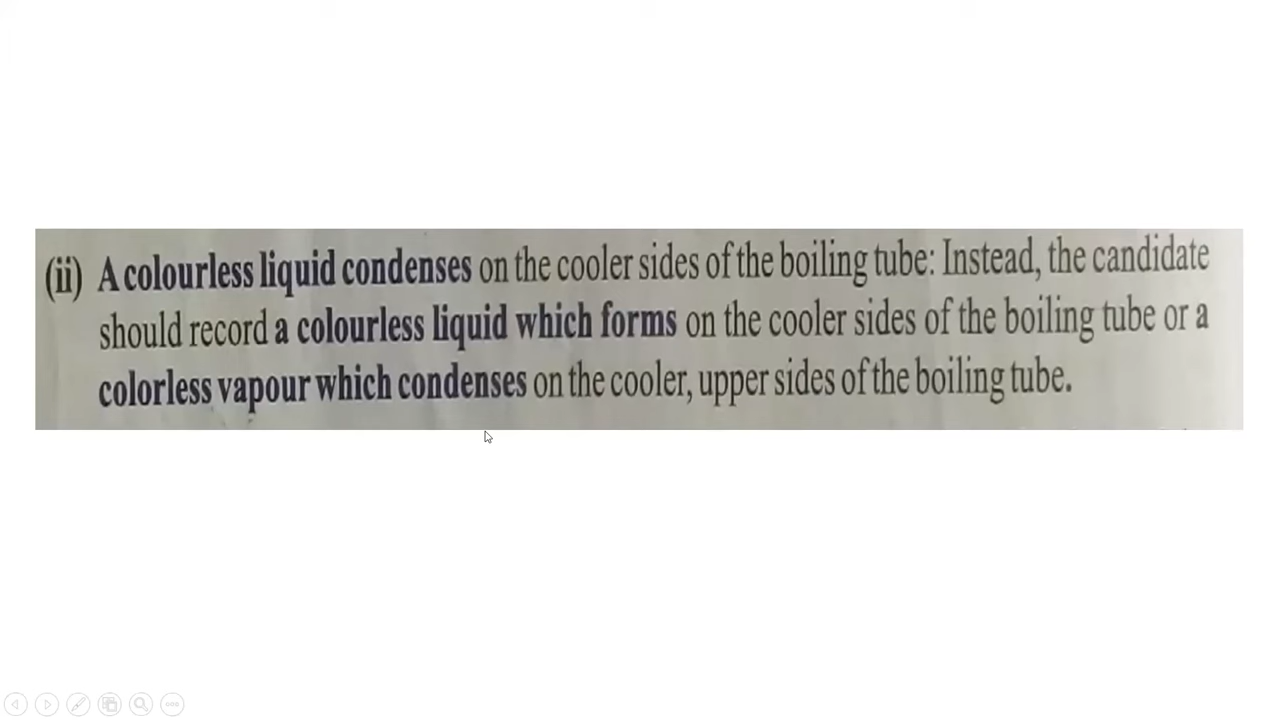 (ii) A colourless liquid condenses on the cooler sides of the boiling tube: Instead, the candidate
should record a colourless liquid which forms on the cooler sides of the boiling tube or a
colorless vapour which condenses on the cooler, upper sides of the boiling tube.